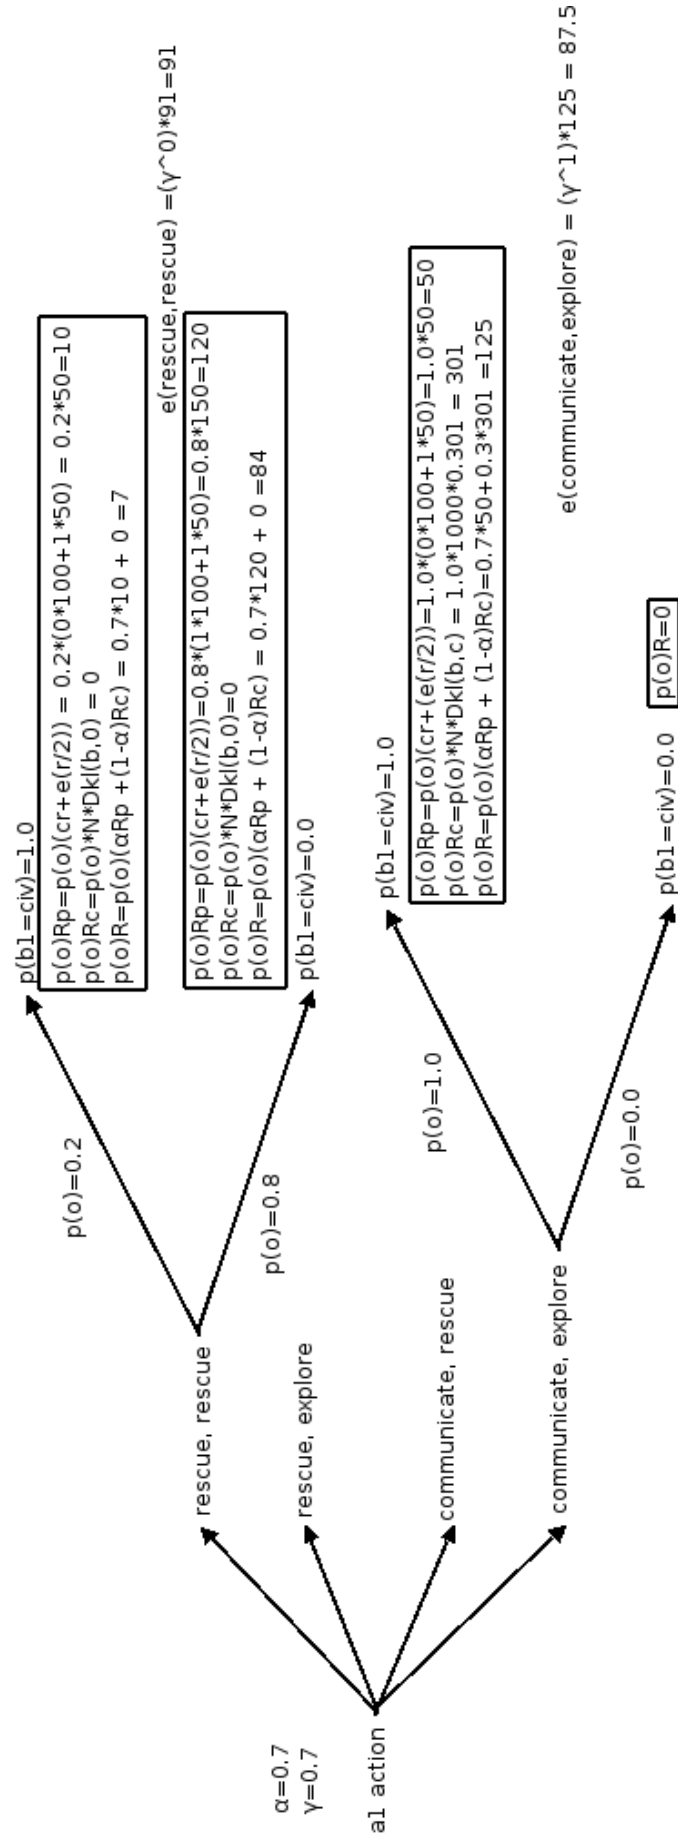 α=0.7
γ=0.7
a1 action
rescue, rescue
rescue, explore
communicate, rescue
communicate, explore
p(o)=0.2
p(o)=0.8
p(b1=civ)=1.0
p(o)Rp=p(o)(cr+e(r/2)) = 0.2*(0*100+1*50) = 0.2*50=10
p(o)Rc=p(o)*N*Dkl(b,0) = 0
p(o)R=p(o)(αRp +(1-α)Rc) = 0.7*10 + 0 =7
e(rescue,rescue) =(γ^0)*91=91
p(o)Rp=p(o)(cr+e(r/2))=0.8*(1*100+1*50)=0.8*150=120
p(o)Rc=p(o)*N*Dkl(b,0)=0
p(o)R=p(o)(αRp + (1-α)Rc) = 0.7*120 + 0 =84
p(b1=civ)=0.0
p(o)=1.0
p(o)=0.0
p(b1=civ)=1.0
p(o)Rp=p(o)(cr+(e(r/2))=1.0*(0*100+1*50)=1.0*50=50
p(o)Rc=p(o)*N*Dkl(b,c) = 1.0*1000*0.301 = 301
p(o)R=p(o)(αRp + (1-α)Rc)=0.7*50+0.3*301 =125
e(communicate,explore) = (γ^1)*125 = 87.5
p(b1=civ)=0.0
p(o)R=0